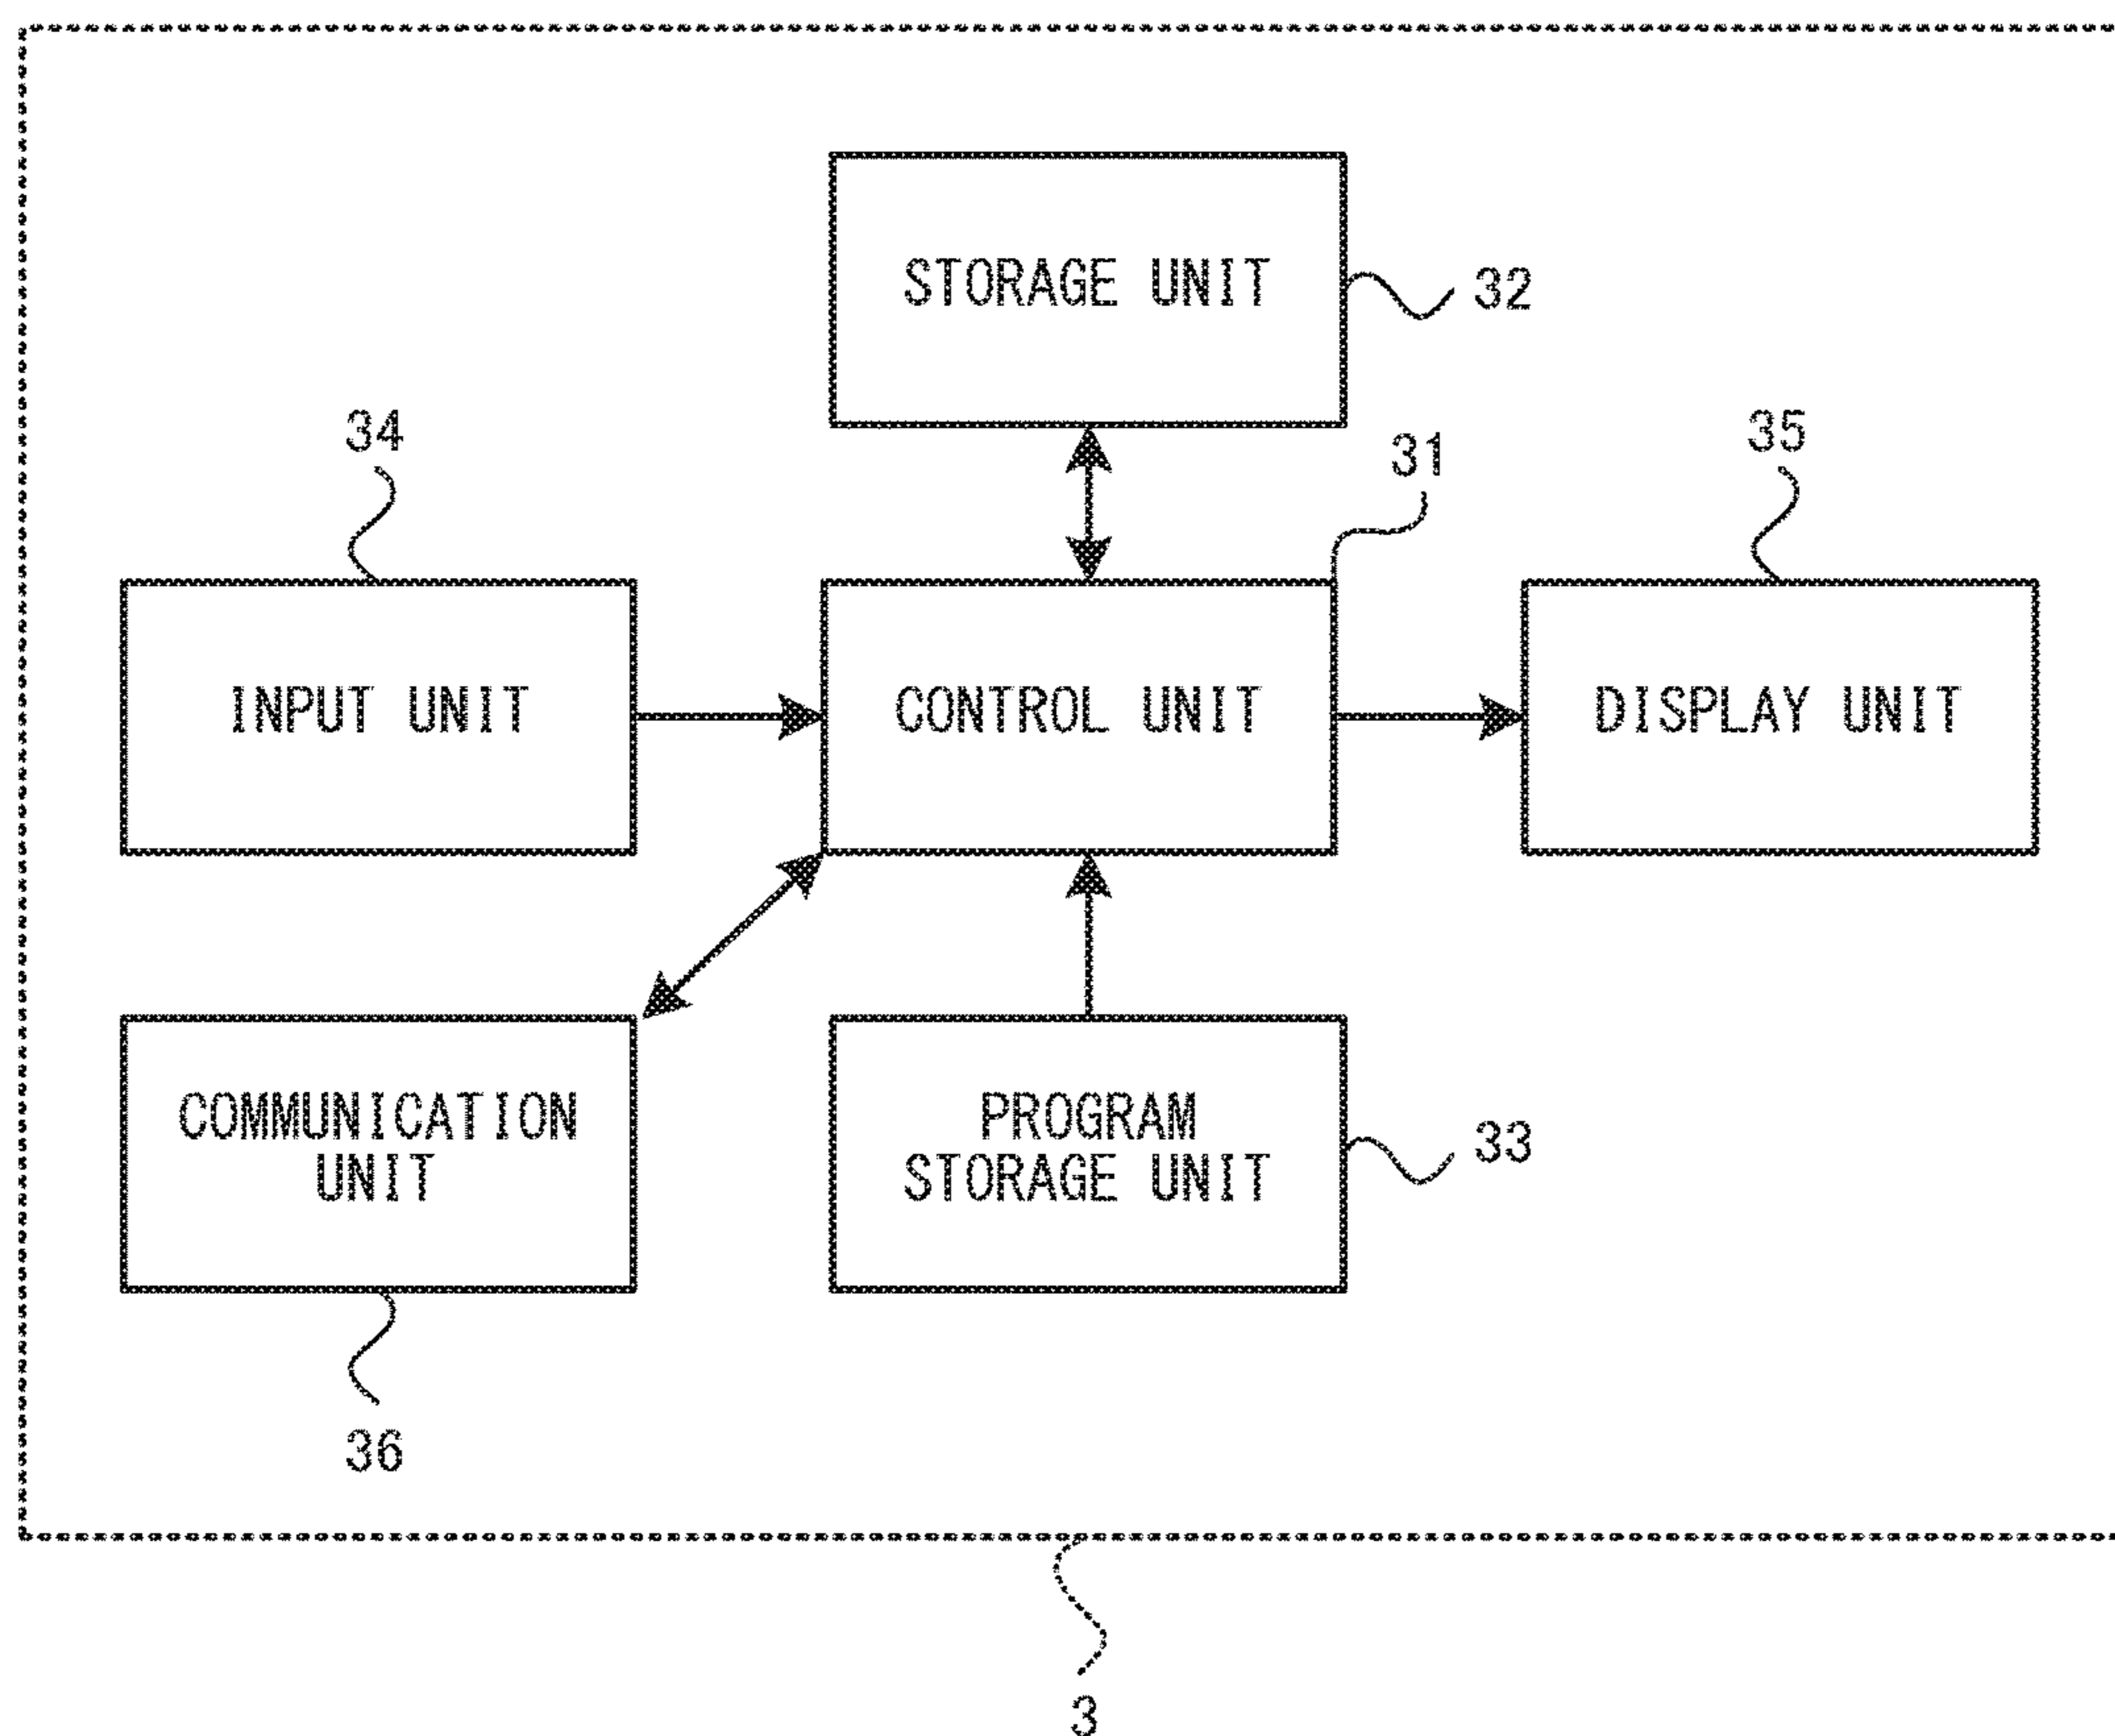 STORAGE UNIT
32
34
31
35
INPUT UNIT
CONTROL UNIT
DISPLAY UNIT
COMMUNICATION
UNIT
PROGRAM
STORAGE UNIT
33
36
3